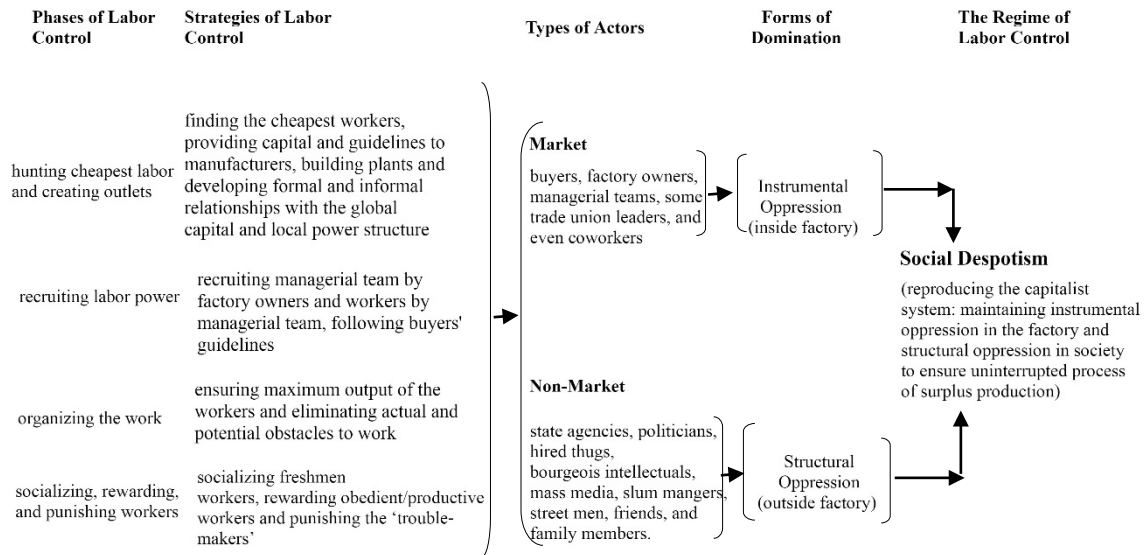 Phases of Labor
Control
Strategies of Labor
Control
Types of Actors
Forms of
Domination
The Regime of
Labor Control
hunting cheapest labor
and creating outlets
finding the cheapest workers,
providing capital and guidelines to
manufacturers, building plants and
developing formal and informal
relationships with the global
capital and local power structure
recruiting labor power
recruiting managerial team by
factory owners and workers by
managerial team, following buyers'
guidelines
organizing the work
ensuring maximum output of the
workers and eliminating actual and
potential obstacles to work
socializing, rewarding,
and punishing workers
socializing freshmen
workers, rewarding obedient/productive
workers and punishing the ‘trouble-
makers’
Market
buyers, factory owners,
managerial teams, some
trade union leaders, and
even coworkers
Non-Market
state agencies, politicians,
hired thugs,
bourgeois intellectuals,
mass media, slum mangers,
street men, friends, and
family members.
Instrumental
Oppression
(inside factory)
Structural
Oppression
(outside factory)
Social Despotism
(reproducing the capitalist
system: maintaining instrumental
oppression in the factory and
structural oppression in society
to ensure uninterrupted process
of surplus production)